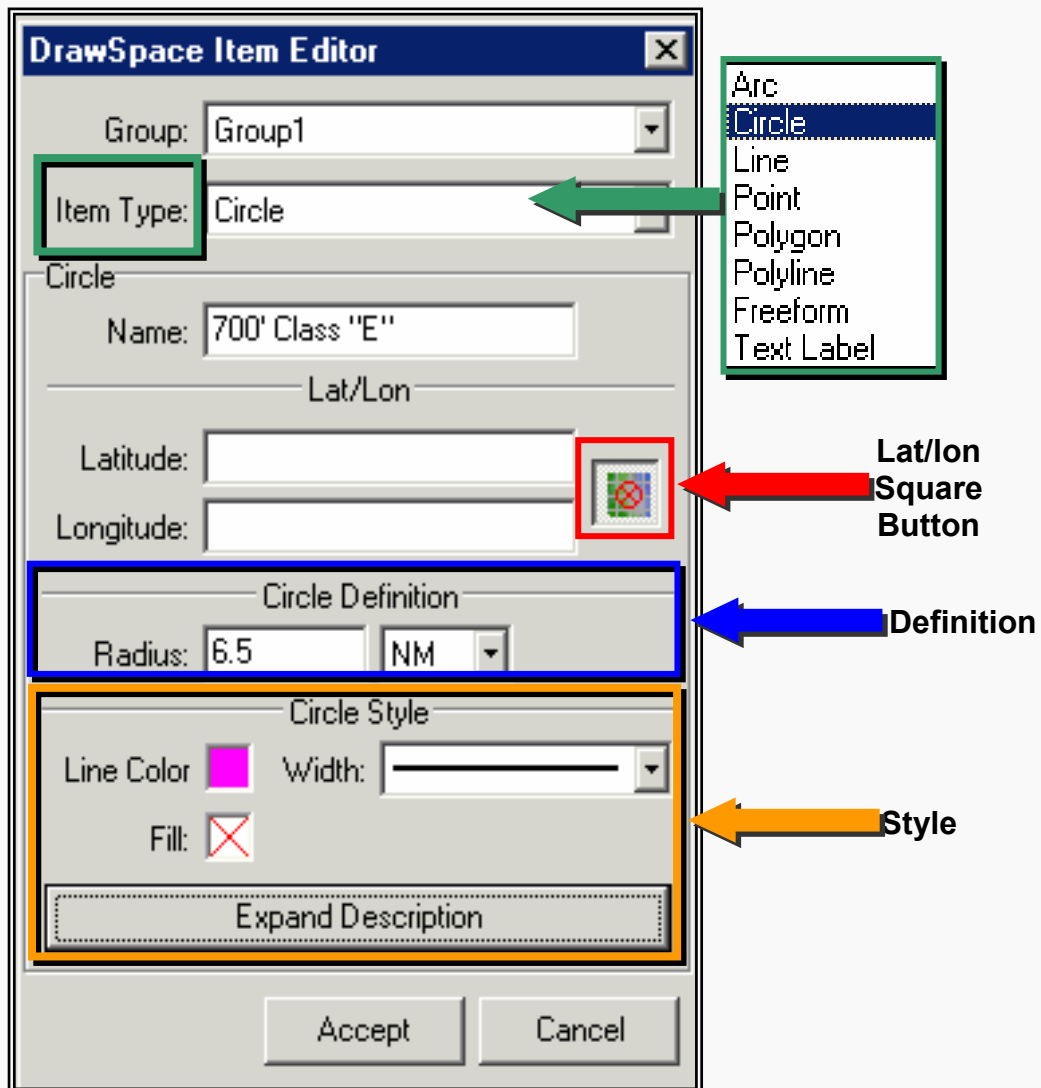 DrawSpace Item Editor
Group: Group1
Item Type: Circle
Arc
Circle
Line
Point
Polygon
Polyline
Freeform
Text Label
Circle
Name: 700' Class "E"
Lat/Lon
Latitude:
Longitude:
Lat/lon
Square
Button
Circle Definition
Radius: 6.5 NM
Definition
Circle Style
Line Color Width:
Fill:
Style
Expand Description
Accept Cancel